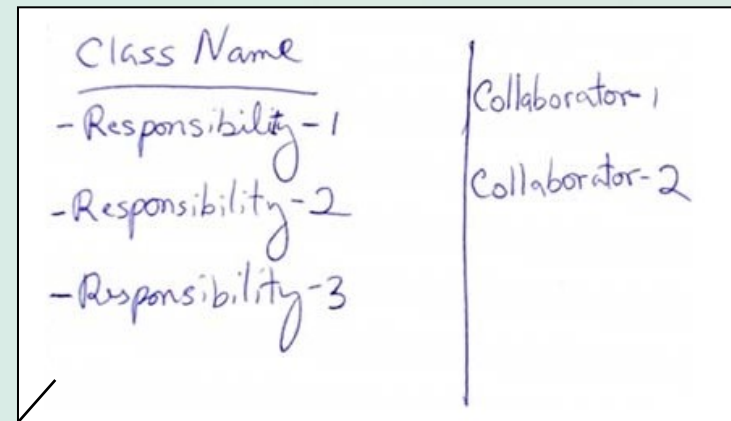 Class Name
-Responsibility-1
-Responsibility-2
-Responsibility-3
Collaborator-1
Collaborator-2